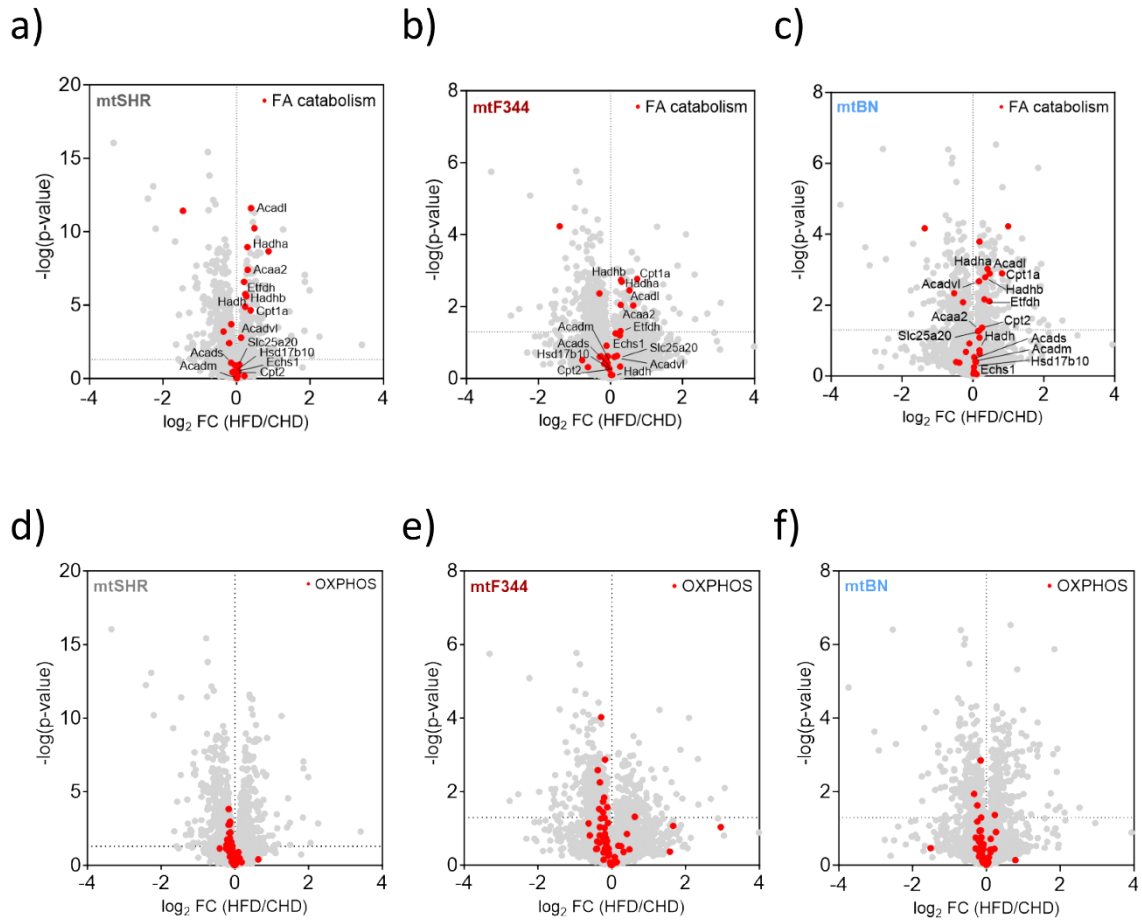 a)
b)
c)
mtSHR
FA catabolism
20
15
10
5
0
-log(p-value)
Acadl
Hadha
Acaa2
Etfdh
Hadh
Hadhb
Cpt1a
Acadvl
Slc25a20
Acads
Hsd17b10
Echs1
Acadm
Cpt2
-4 -2 0 2 4
log2 FC (HFD/CHD)
mtF344
FA catabolism
8
6
4
2
0
-log(p-value)
Hadhb
Cpt1a
Hadha
Acadl
Acaa2
Acadm
Etfdh
Acads
Echs1
Slc25a20
Hsd17b10
Acadvl
Cpt2
Hadh
-4 -2 0 2 4
log2 FC (HFD/CHD)
mtBN
FA catabolism
8
6
4
2
0
-log(p-value)
Hadha
Acadl
Cpt1a
Acadvl
Hadhb
Etfdh
Acaa2
Cpt2
Slc25a20
Hadh
Acads
Acadm
Hsd17b10
Echs1
-4 -2 0 2 4
log2 FC (HFD/CHD)
d)
e)
f)
mtSHR
OXPHOS
20
15
10
5
0
-log(p-value)
-4 -2 0 2 4
log2 FC (HFD/CHD)
mtF344
OXPHOS
8
6
4
2
0
-log(p-value)
-4 -2 0 2 4
log2 FC (HFD/CHD)
mtBN
OXPHOS
8
6
4
2
0
-log(p-value)
-4 -2 0 2 4
log2 FC (HFD/CHD)